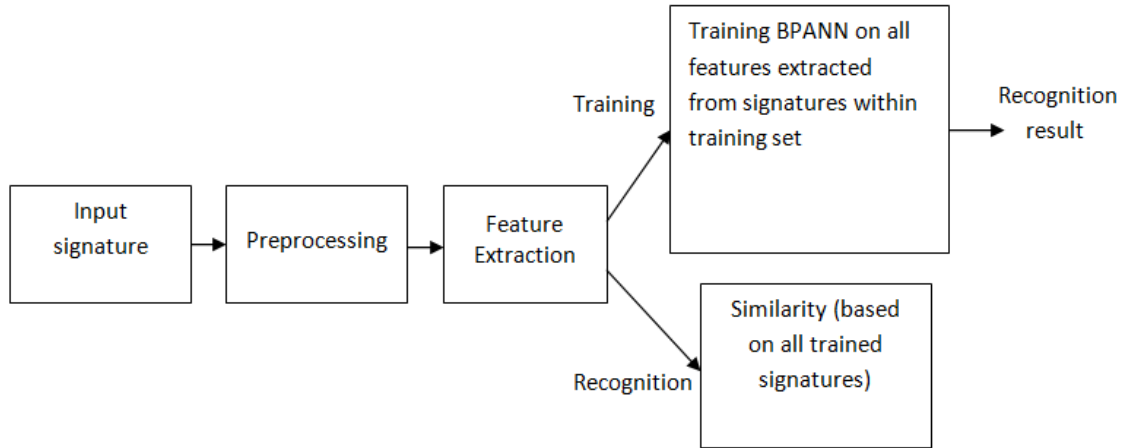 Input
signature
Preprocessing
Feature
Extraction
Training
Training BPANN on all
features extracted
from signatures within
training set
Recognition
result
Recognition
Similarity (based
on all trained
signatures)